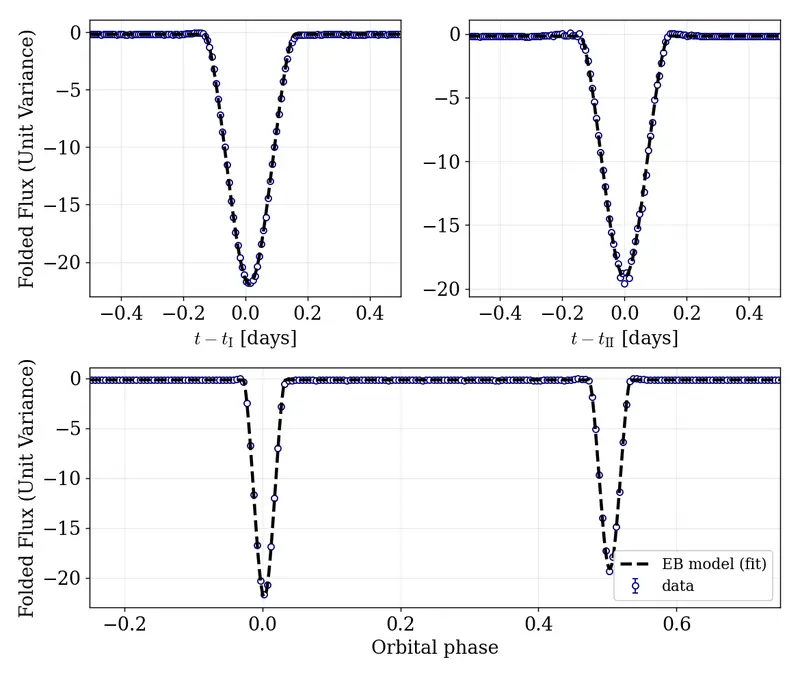 Folded Flux (Unit Variance)
0
−5
−10
−15
−20
−0.4 −0.2 0.0 0.2 0.4
t − tI [days]
0
−5
−10
−15
−20
−0.4 −0.2 0.0 0.2 0.4
t − tII [days]
Folded Flux (Unit Variance)
0
−5
−10
−15
−20
EB model (fit)
data
−0.2 0.0 0.2 0.4 0.6
Orbital phase